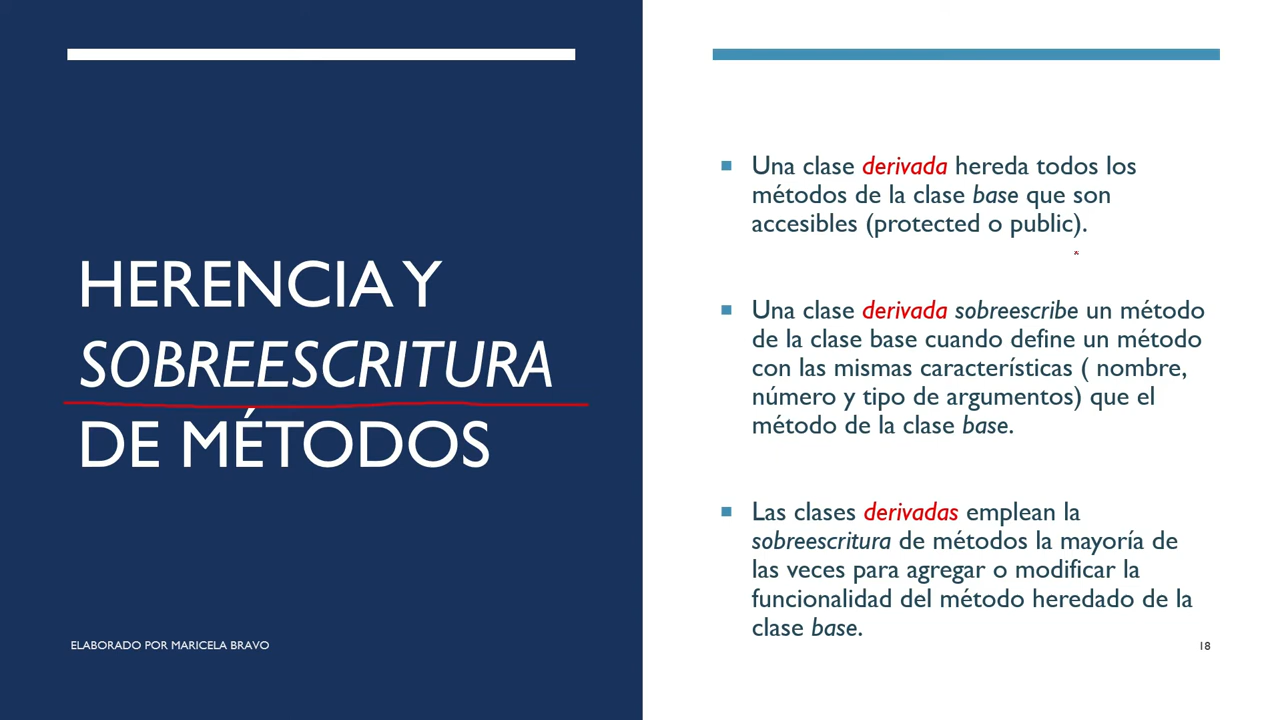 HERENCIA Y
SOBREESCRITURA
DE MÉTODOS
ELABORADO POR MARICELA BRAVO
Una clase derivada hereda todos los
métodos de la clase base que son
accesibles (protected o public).
Una clase derivada sobreescribe un método
de la clase base cuando define un método
con las mismas características ( nombre,
número y tipo de argumentos) que el
método de la clase base.
Las clases derivadas emplean la
sobreescritura de métodos la mayoría de
las veces para agregar o modificar la
funcionalidad del método heredado de la
clase base.
18